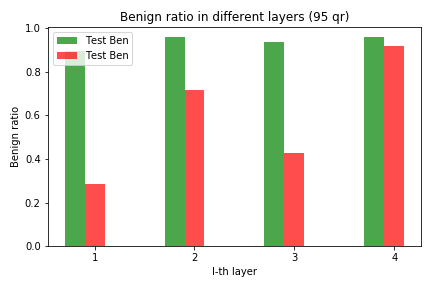 Benign ratio in different layers (95 qr)
Test Ben
Test Ben
Benign ratio
1.0
0.8
0.6
0.4
0.2
0.0
1 2 3 4
l-th layer